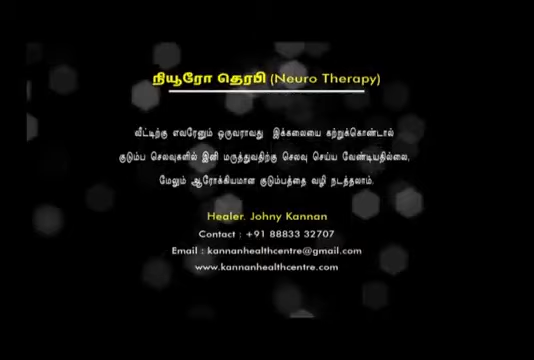 நியூரோ தெரபி (Neuro Therapy)
வீட்டிற்கு எவரேனும் ஒருவராவது இக்கலையை கற்றுக்கொண்டால்
குடும்ப செலவுகளில் இனி மருத்துவதிற்கு செலவு செய்ய வேண்டியதில்லை,
மேலும் ஆரோக்கியமான குடும்பத்தை வழி நடத்தலாம்.
Healer. Johny Kannan
Contact : +91 88833 32707
Email : kannanhealthcentre@gmail.com
www.kannanhealthcentre.com